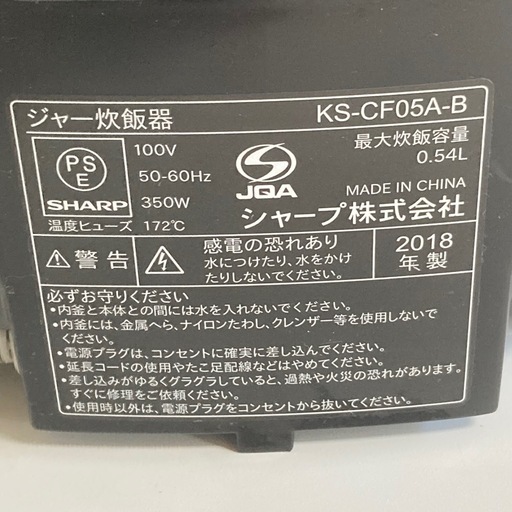 ジャー炊飯器
KS-CF05A-B
PSE
SHARP
100V
50-60Hz
350W
温度ヒューズ 172℃
JQA
最大炊飯容量
0.54L
MADE IN CHINA
シャープ株式会社
警告
感電の恐れあり
水につけたり、水をかけ
たりしないでください。
2018
年製
必ずお守りください
・内釜と本体との間には水を入れないでください。
・内釜には、金属へら、ナイロンたわし、クレンザー等を使用しないで
ください。
・電源プラグは、コンセントに確実に差し込んでください。
・延長コードの使用やたこ足配線などはやめてください。
・差し込みがゆるくグラグラしていると、過熱や火災の恐れがあります。
すぐに修理をご依頼ください。
・使用時以外は、電源プラグをコンセントから抜いてください。